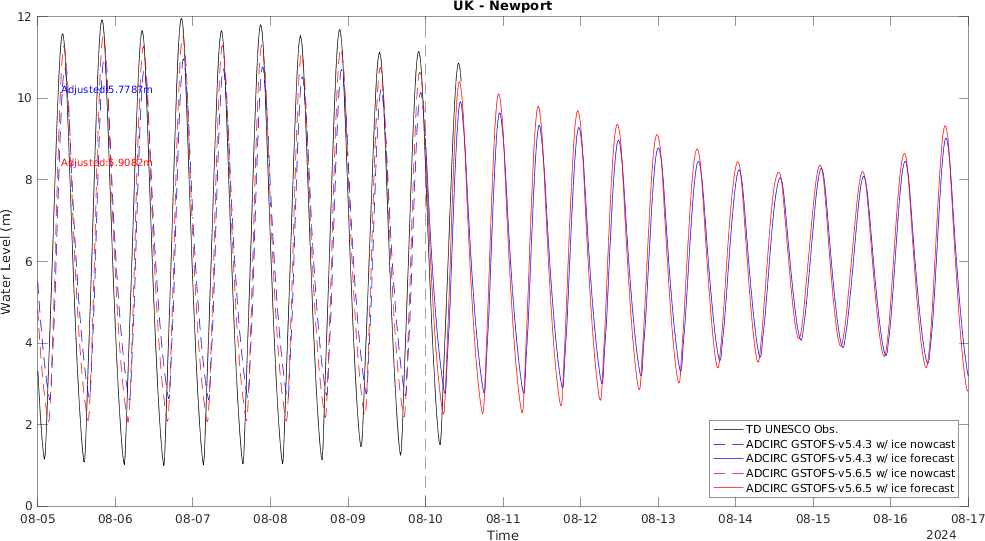 UK - Newport
12
10
8
6
4
2
0
Water Level (m)
Adjusted:5.7787m
Adjusted:5.9082m
TD UNESCO Obs.
ADCIRC GSTOFS-v5.4.3 w/ ice nowcast
ADCIRC GSTOFS-v5.4.3 w/ ice forecast
ADCIRC GSTOFS-v5.6.5 w/ ice nowcast
ADCIRC GSTOFS-v5.6.5 w/ ice forecast
08-05 08-06 08-07 08-08 08-09 08-10 08-11 08-12 08-13 08-14 08-15 08-16 08-17
Time
2024